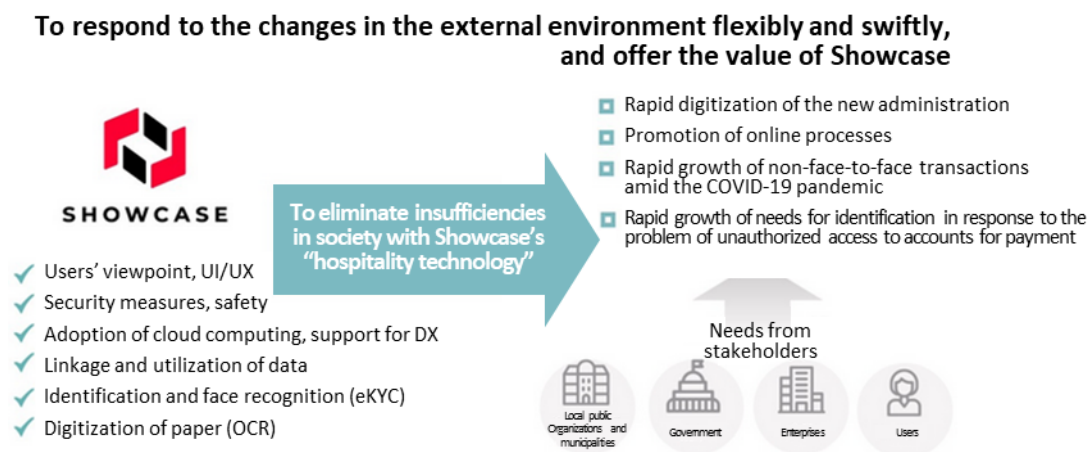 To respond to the changes in the external environment flexibly and swiftly,
and offer the value of Showcase
SHOWCASE
Users' viewpoint, UI/UX
Security measures, safety
Adoption of cloud computing, support for DX
Linkage and utilization of data
Identification and face recognition (eKYC)
Digitization of paper (OCR)
To eliminate insufficiencies
in society with Showcase's
"hospitality technology"
Rapid digitization of the new administration
Promotion of online processes
Rapid growth of non-face-to-face transactions
amid the COVID-19 pandemic
Rapid growth of needs for identification in response to the
problem of unauthorized access to accounts for payment
Needs from
stakeholders
Local public
Organizations and
municipalities
Government
Enterprises
Users